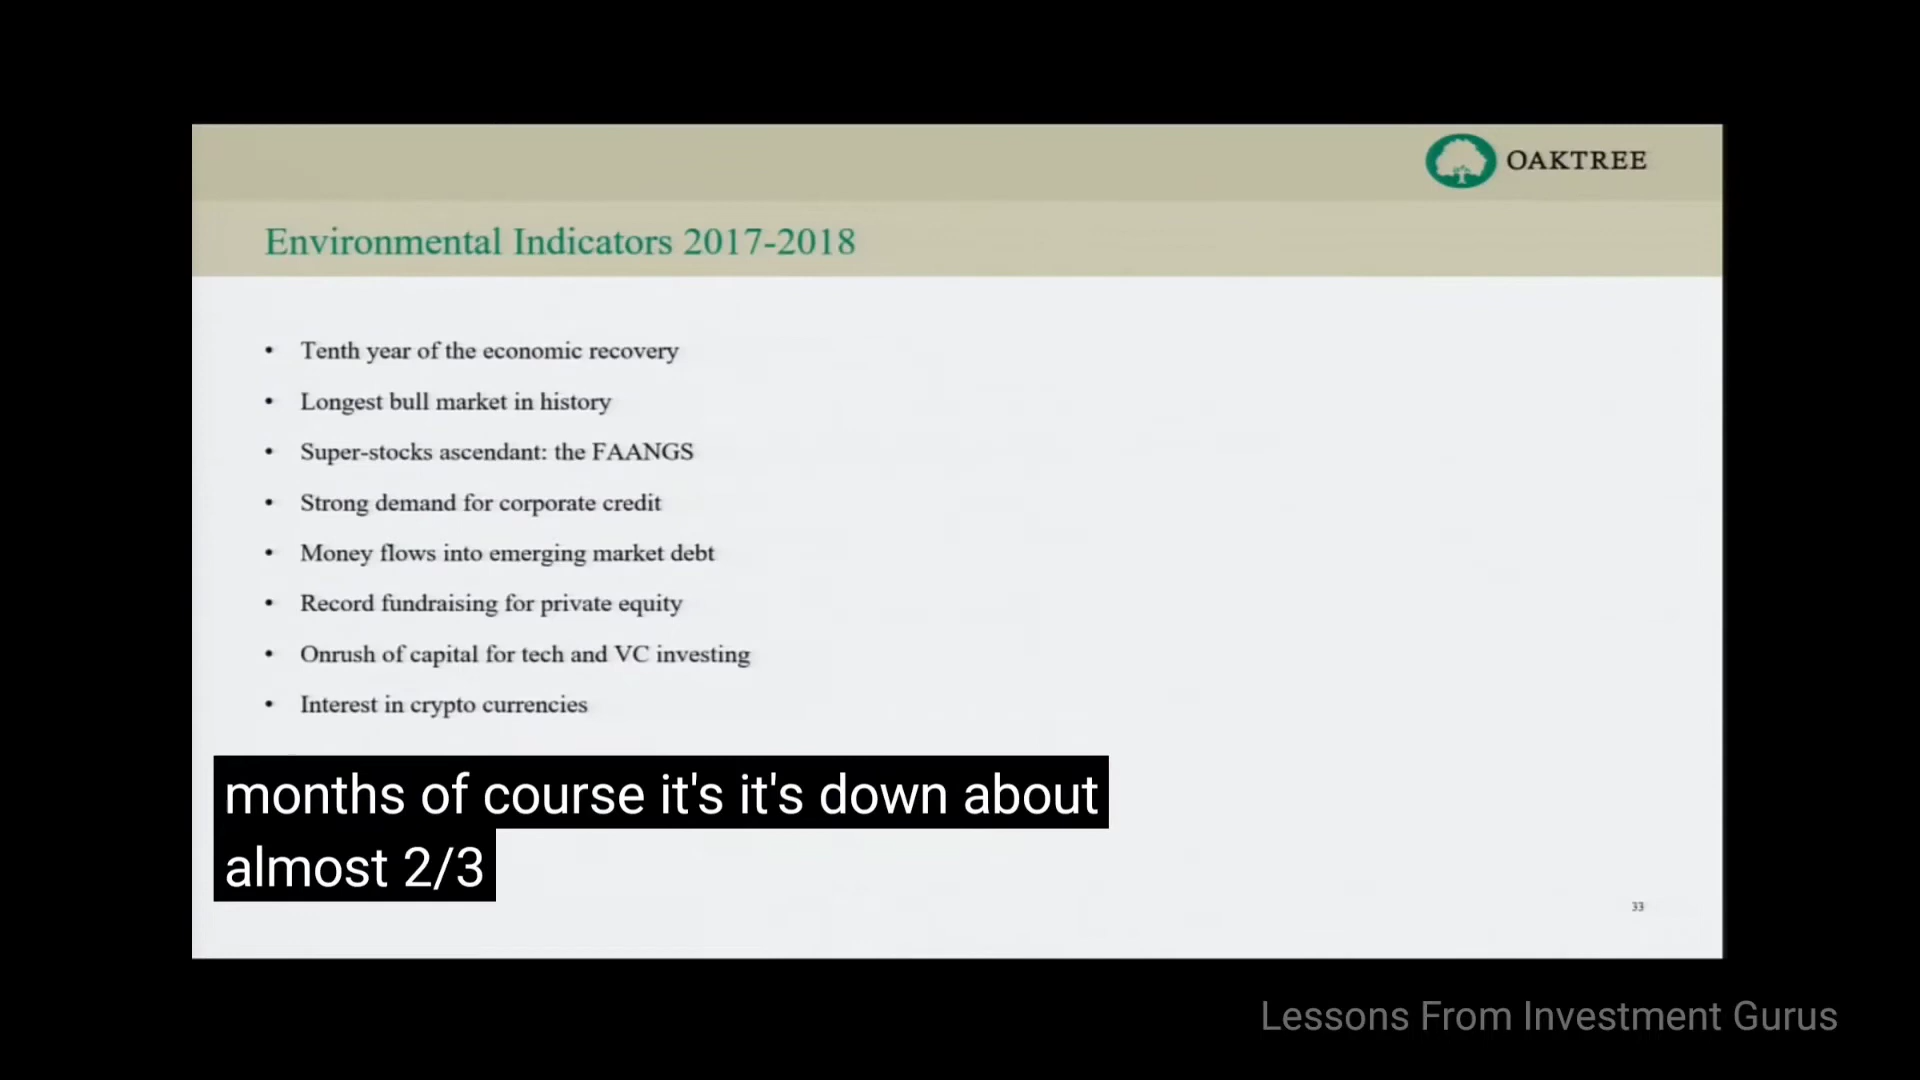 OAKTREE
Environmental Indicators 2017-2018
• Tenth year of the economic recovery
• Longest bull market in history
• Super-stocks ascendant: the FAANGS
• Strong demand for corporate credit
• Money flows into emerging market debt
• Record fundraising for private equity
• Onrush of capital for tech and VC investing
• Interest in crypto currencies
months of course it's it's down about
almost 2/3
33
Lessons From Investment Gurus